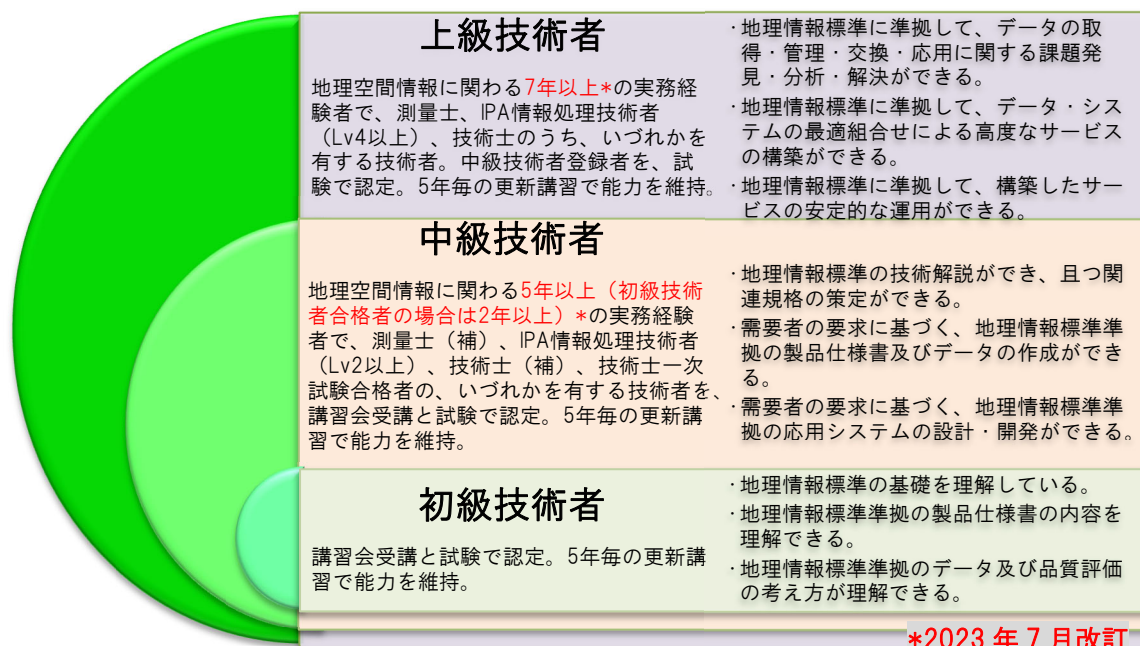 上級技術者
地理空間情報に関わる7年以上*の実務経
験者で、測量士、IPA情報処理技術者
（Lv4以上）、技術士のうち、いづれかを
有する技術者。中級技術者登録者を、試
験で認定。5年毎の更新講習で能力を維持。
・地理情報標準に準拠して、データの取
得・管理・交換・応用に関する課題発
見・分析・解決ができる。
・地理情報標準に準拠して、データ・シス
テムの最適組合せによる高度なサービス
の構築ができる。
・地理情報標準に準拠して、構築したサー
ビスの安定的な運用ができる。
中級技術者
地理空間情報に関わる5年以上（初級技術
者合格者の場合は2年以上）*の実務経験
者で、測量士（補）、IPA情報処理技術者
（Lv2以上）、技術士（補）、技術士一次
試験合格者の、いづれかを有する技術者を、
講習会受講と試験で認定。5年毎の更新講
習で能力を維持。
・地理情報標準の技術解説ができ、且つ関
連規格の策定ができる。
・需要者の要求に基づく、地理情報標準準
拠の製品仕様書及びデータの作成ができ
る。
・需要者の要求に基づく、地理情報標準準
拠の応用システムの設計・開発ができる。
初級技術者
講習会受講と試験で認定。5年毎の更新講
習で能力を維持。
・地理情報標準の基礎を理解している。
・地理情報標準準拠の製品仕様書の内容を
理解できる。
・地理情報標準準拠のデータ及び品質評価
の考え方が理解できる。
*2023年7月改訂